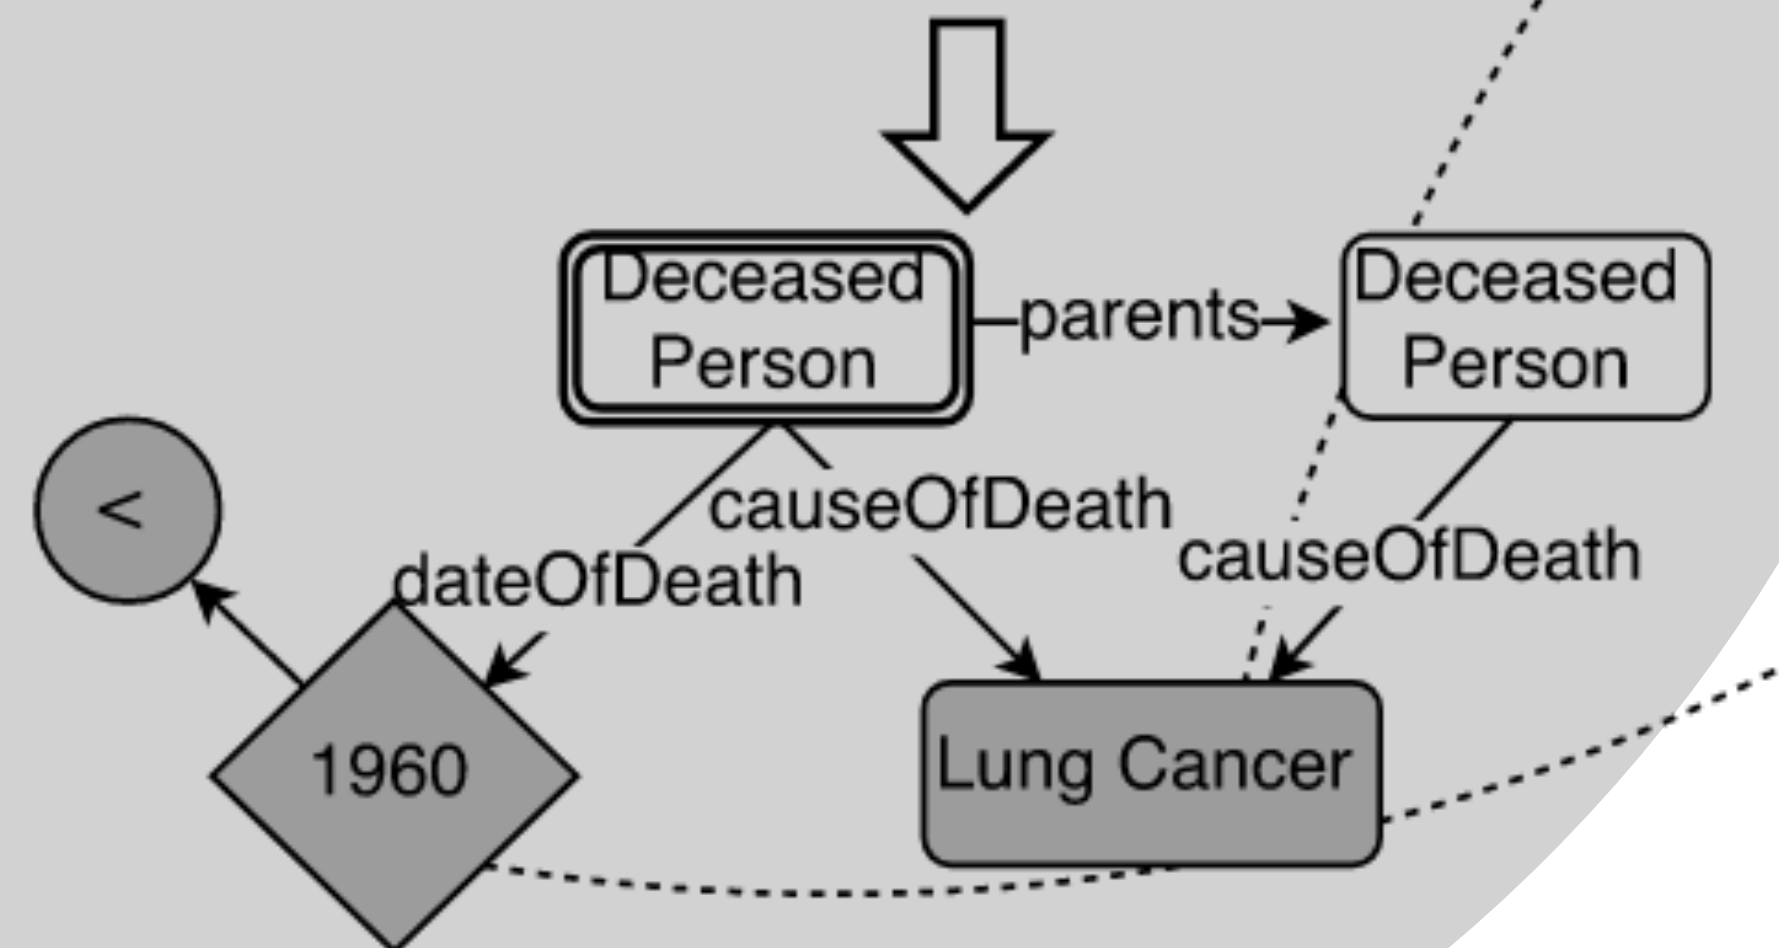 Deceased
Person
parents
Deceased
Person
<
causeOfDeath
causeOfDeath
dateOfDeath
1960
Lung Cancer